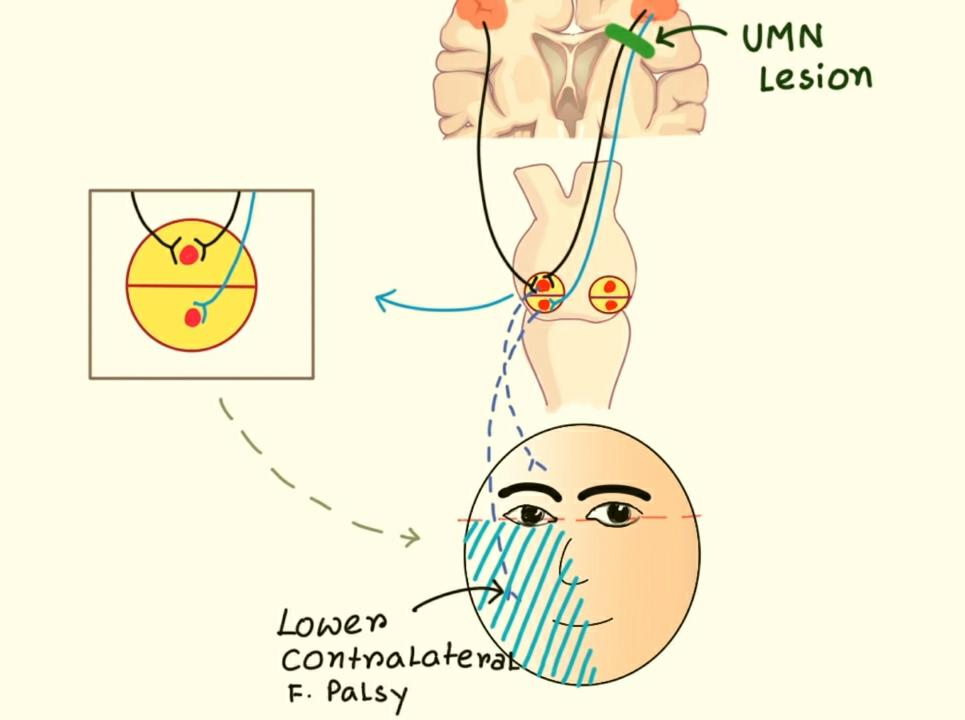 UMN
Lesion
Lower
Contralateral
F. Palsy